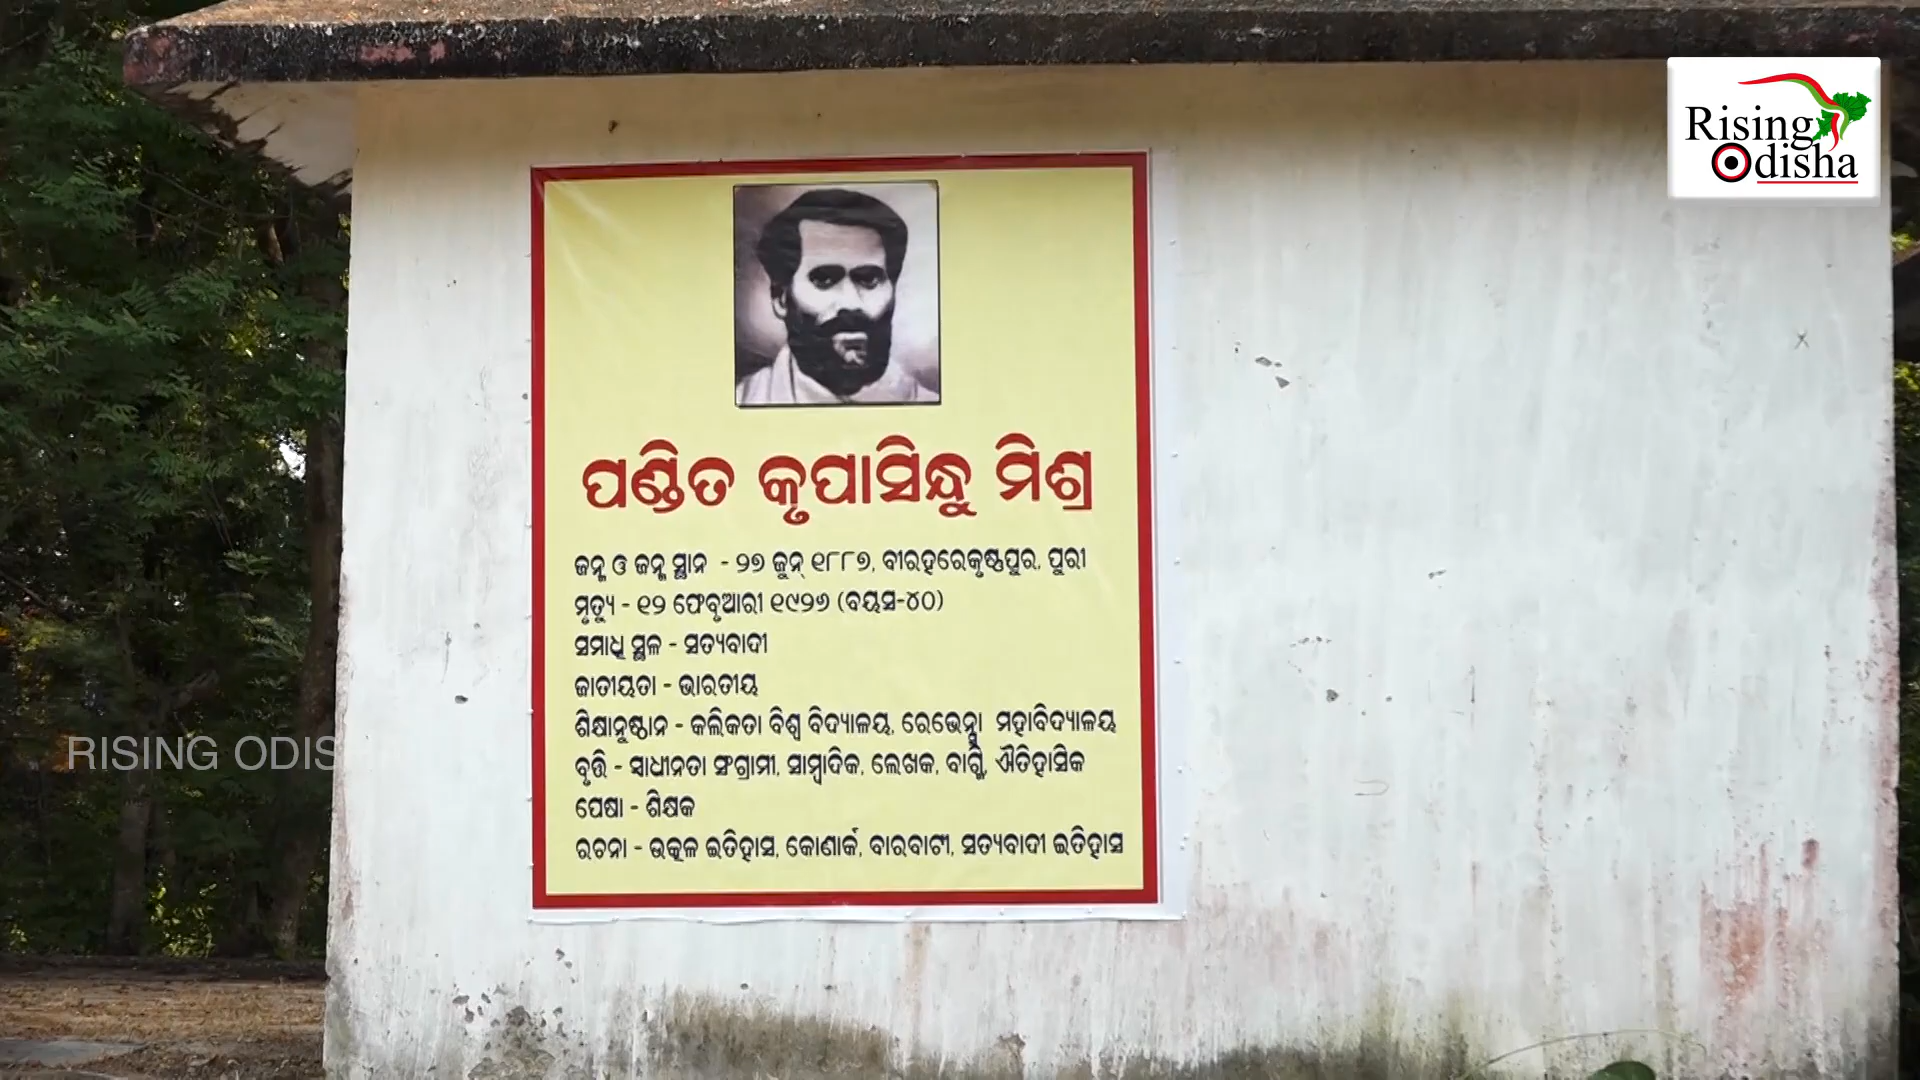 Rising
Odisha
ପଣ୍ଡିତ କୃପାସିନ୍ଧୁ ମିଶ୍ର
ଜନ୍ମ ଓ ଜନ୍ମ ସ୍ଥାନ - ୨୭ ଜୁନ୍ ୧୮୮୭, ବୀରହରେକୃଷ୍ଣପୁର, ପୁରୀ
ମୃତ୍ୟୁ - ୧୨ ଫେବୃଆରୀ ୧୯୨୬ (ବୟସ-୪୦)
ସମାଧି ସ୍ଥଳ - ସତ୍ୟବାଦୀ
ଜାତୀୟତା - ଭାରତୀୟ
ଶିକ୍ଷାନୁଷ୍ଠାନ - କଲିକତା ବିଶ୍ୱ ବିଦ୍ୟାଳୟ, ରେଭେନ୍ସା ମହାବିଦ୍ୟାଳୟ
ବୃତ୍ତି - ସ୍ୱାଧୀନତା ସଂଗ୍ରାମୀ, ସାମ୍ବାଦିକ, ଲେଖକ, ବାଗ୍ମୀ, ଐତିହାସିକ
ପେଷା - ଶିକ୍ଷକ
ରଚନା - ଉତ୍କଳ ଇତିହାସ, କୋଣାର୍କ, ବାରବାଟୀ, ସତ୍ୟବାଦୀ ଇତିହାସ
RISING ODIS